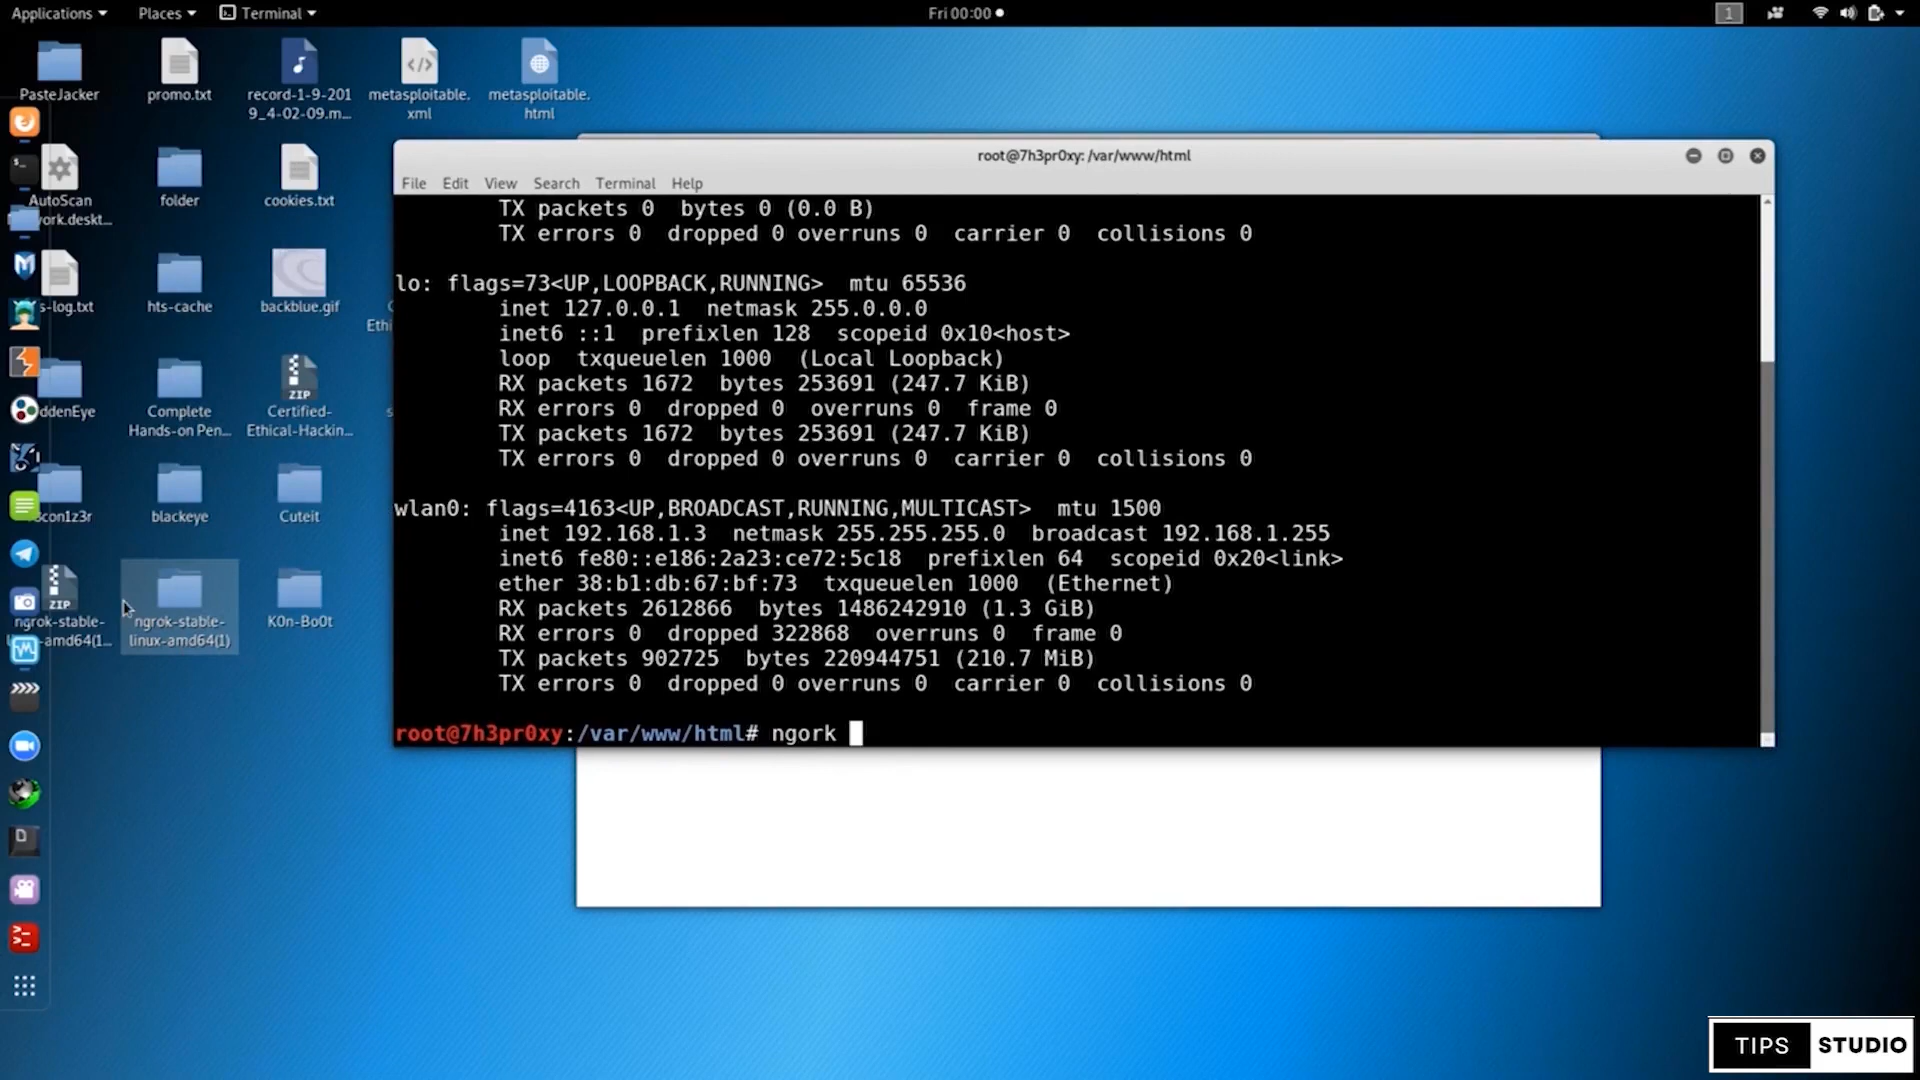 Applications
Places
Terminal
Fri 00:00
1
PasteJacker
promo.txt
record-1-9-201
9_4-02-09.m...
metasploitable.
xml
metasploitable.
html
AutoScan
work.deskt...
folder
cookies.txt
s-log.txt
hts-cache
backblue.gif
Ethi
ddenEye
Complete
Hands-on Pen...
ZIP
Certified-
Ethical-Hackin...
con1z3r
blackeye
Cuteit
ZIP
ngrok-stable-
-amd64(1...
ngrok-stable-
linux-amd64(1)
K0n-Bo0t
root@7h3pr0xy: /var/www/html
File Edit View Search Terminal Help
TX packets 0 bytes 0 (0.0 B)
TX errors 0 dropped 0 overruns 0 carrier 0 collisions 0
lo: flags=73<UP,LOOPBACK,RUNNING> mtu 65536
inet 127.0.0.1 netmask 255.0.0.0
inet6 ::1 prefixlen 128 scopeid 0x10<host>
loop txqueuelen 1000 (Local Loopback)
RX packets 1672 bytes 253691 (247.7 KiB)
RX errors 0 dropped 0 overruns 0 frame 0
TX packets 1672 bytes 253691 (247.7 KiB)
TX errors 0 dropped 0 overruns 0 carrier 0 collisions 0
wlan0: flags=4163<UP,BROADCAST,RUNNING,MULTICAST> mtu 1500
inet 192.168.1.3 netmask 255.255.255.0 broadcast 192.168.1.255
inet6 fe80::e186:2a23:ce72:5c18 prefixlen 64 scopeid 0x20<link>
ether 38:b1:db:67:bf:73 txqueuelen 1000 (Ethernet)
RX packets 2612866 bytes 1486242910 (1.3 GiB)
RX errors 0 dropped 322868 overruns 0 frame 0
TX packets 902725 bytes 220944751 (210.7 MiB)
TX errors 0 dropped 0 overruns 0 carrier 0 collisions 0
root@7h3pr0xy:/var/www/html# ngork
TIPS STUDIO